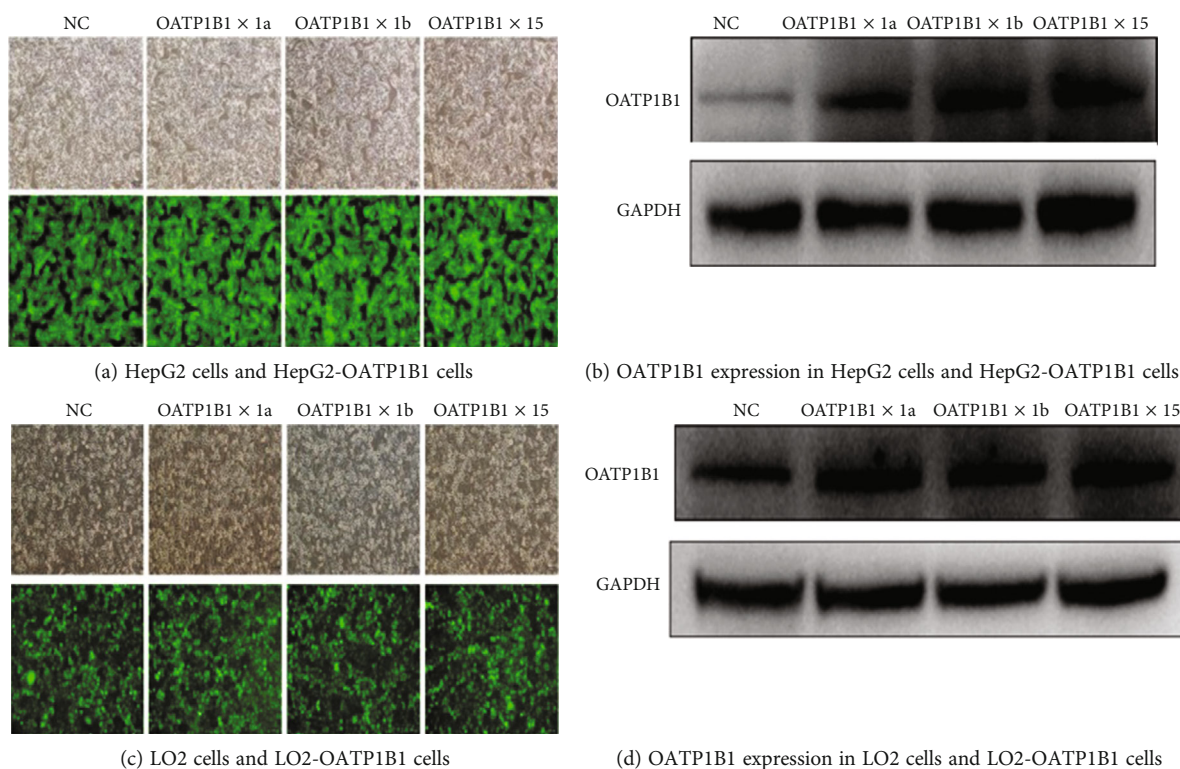 NC OATP1B1 × 1a OATP1B1 × 1b OATP1B1 × 15
(a) HepG2 cells and HepG2-OATP1B1 cells
NC OATP1B1 × 1a OATP1B1 × 1b OATP1B1 × 15
OATP1B1
GAPDH
(b) OATP1B1 expression in HepG2 cells and HepG2-OATP1B1 cells
NC OATP1B1 × 1a OATP1B1 × 1b OATP1B1 × 15
(c) LO2 cells and LO2-OATP1B1 cells
NC OATP1B1 × 1a OATP1B1 × 1b OATP1B1 × 15
OATP1B1
GAPDH
(d) OATP1B1 expression in LO2 cells and LO2-OATP1B1 cells